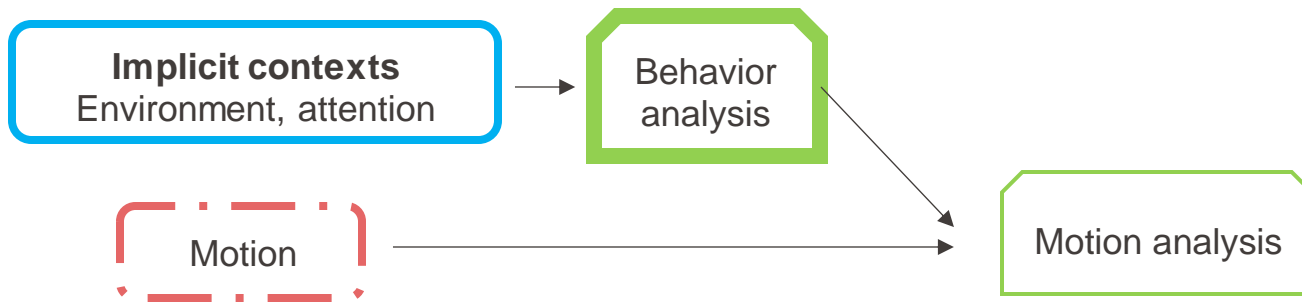 Implicit contexts
Environment, attention
Behavior
analysis
Motion
Motion analysis